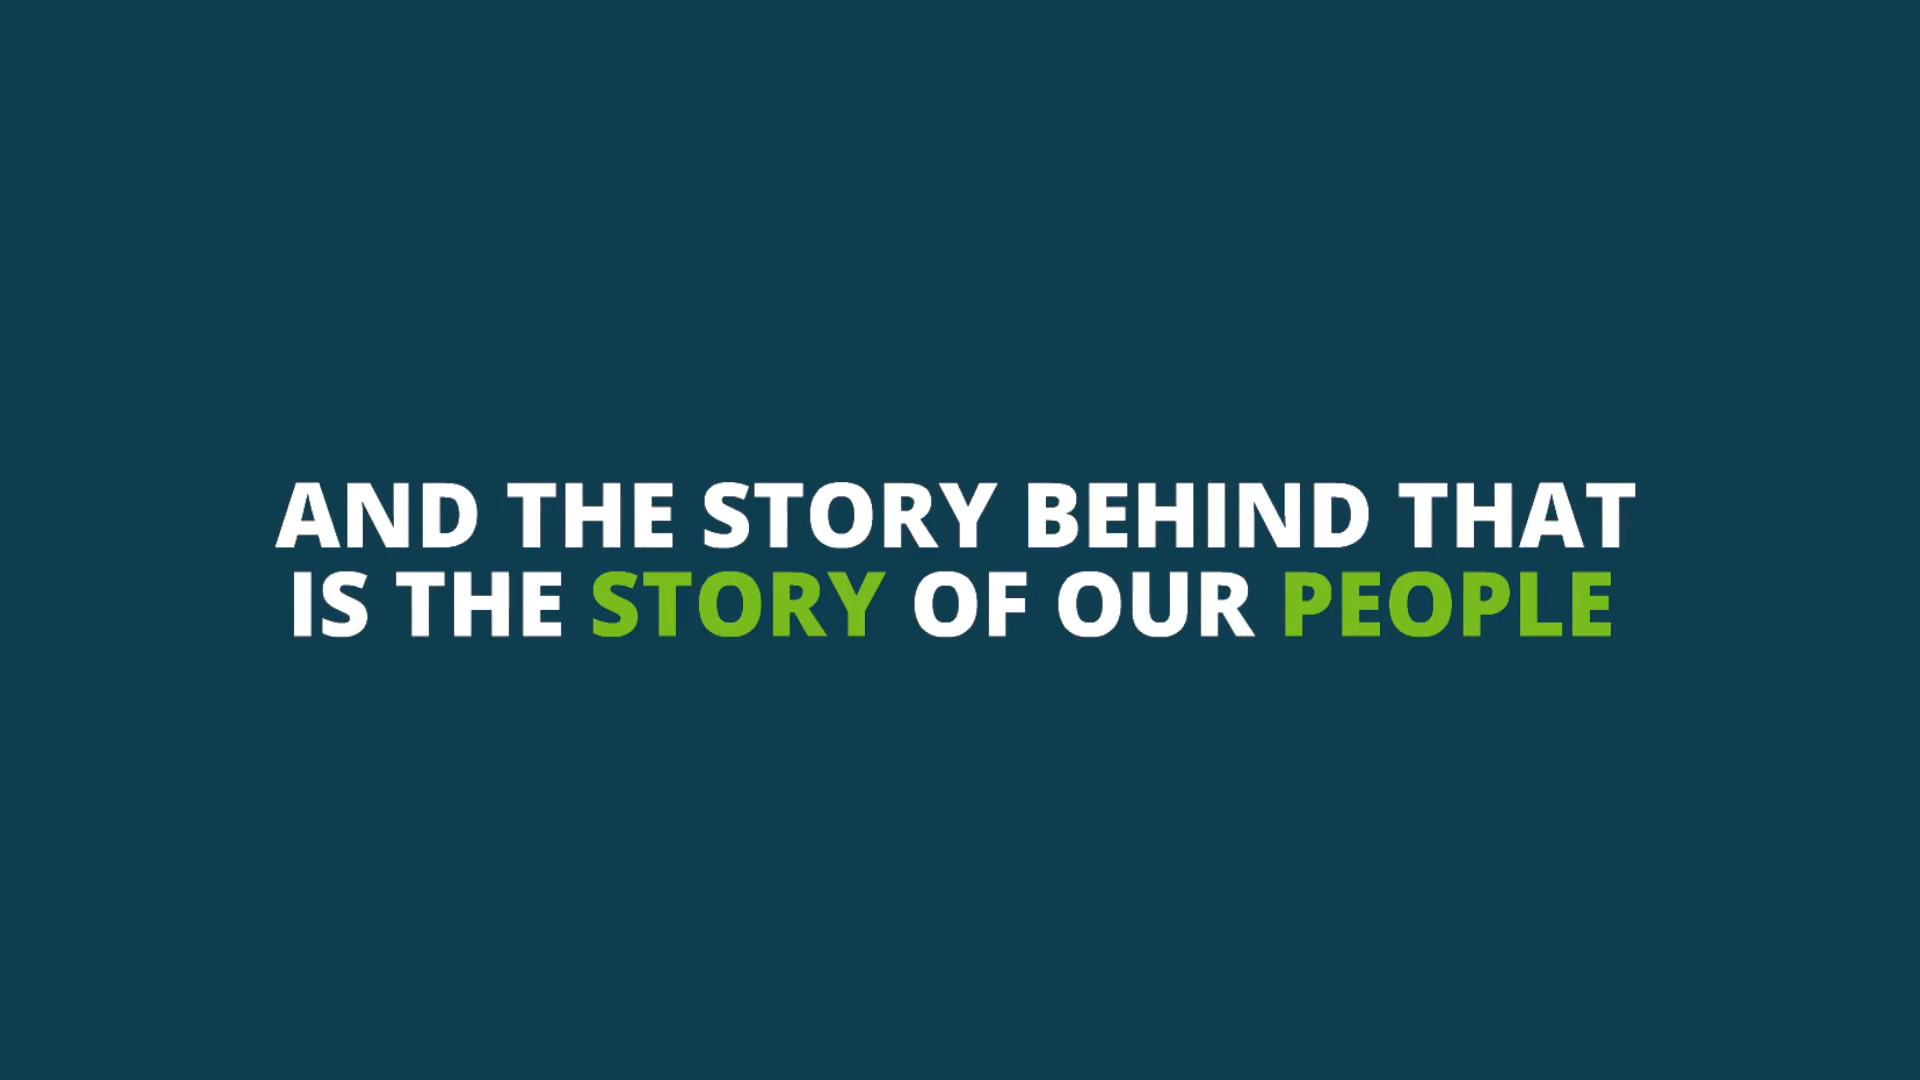 AND THE STORY BEHIND THAT
IS THE STORY OF OUR PEOPLE